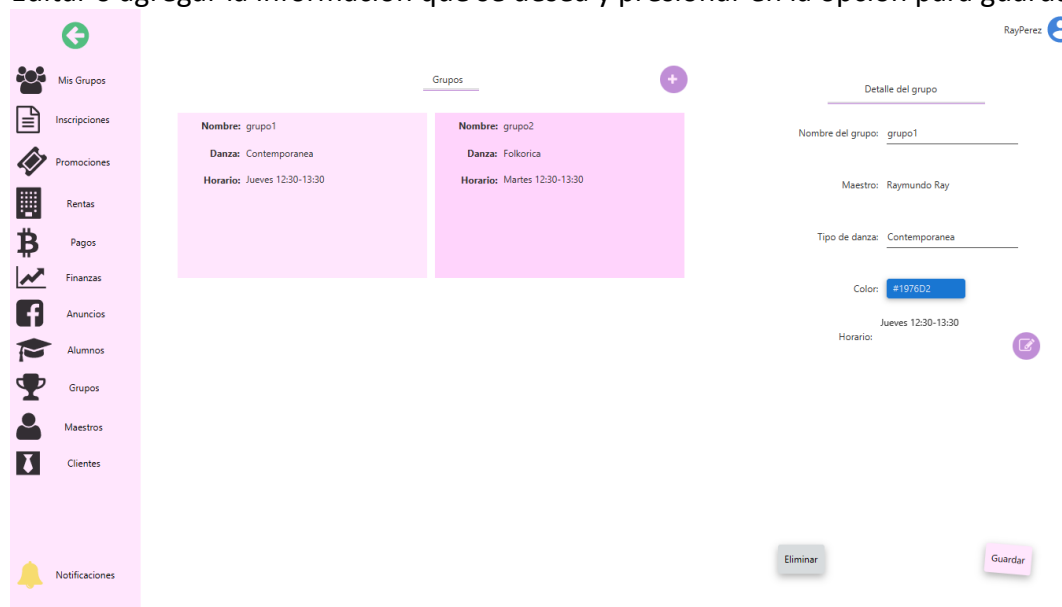 Editar o agregar la información que se desea y presionar en la opción para guardar
RayPerez
Mis Grupos
Inscripciones
Promociones
Rentas
Pagos
Finanzas
Anuncios
Alumnos
Grupos
Maestros
Clientes
Notificaciones
Grupos
Nombre: grupo1
Danza: Contemporanea
Horario: Jueves 12:30-13:30
Nombre: grupo2
Danza: Folkorica
Horario: Martes 12:30-13:30
Detalle del grupo
Nombre del grupo: grupo1
Maestro: Raymundo Ray
Tipo de danza: Contemporanea
Color: #1976D2
Jueves 12:30-13:30
Horario:
Eliminar
Guardar